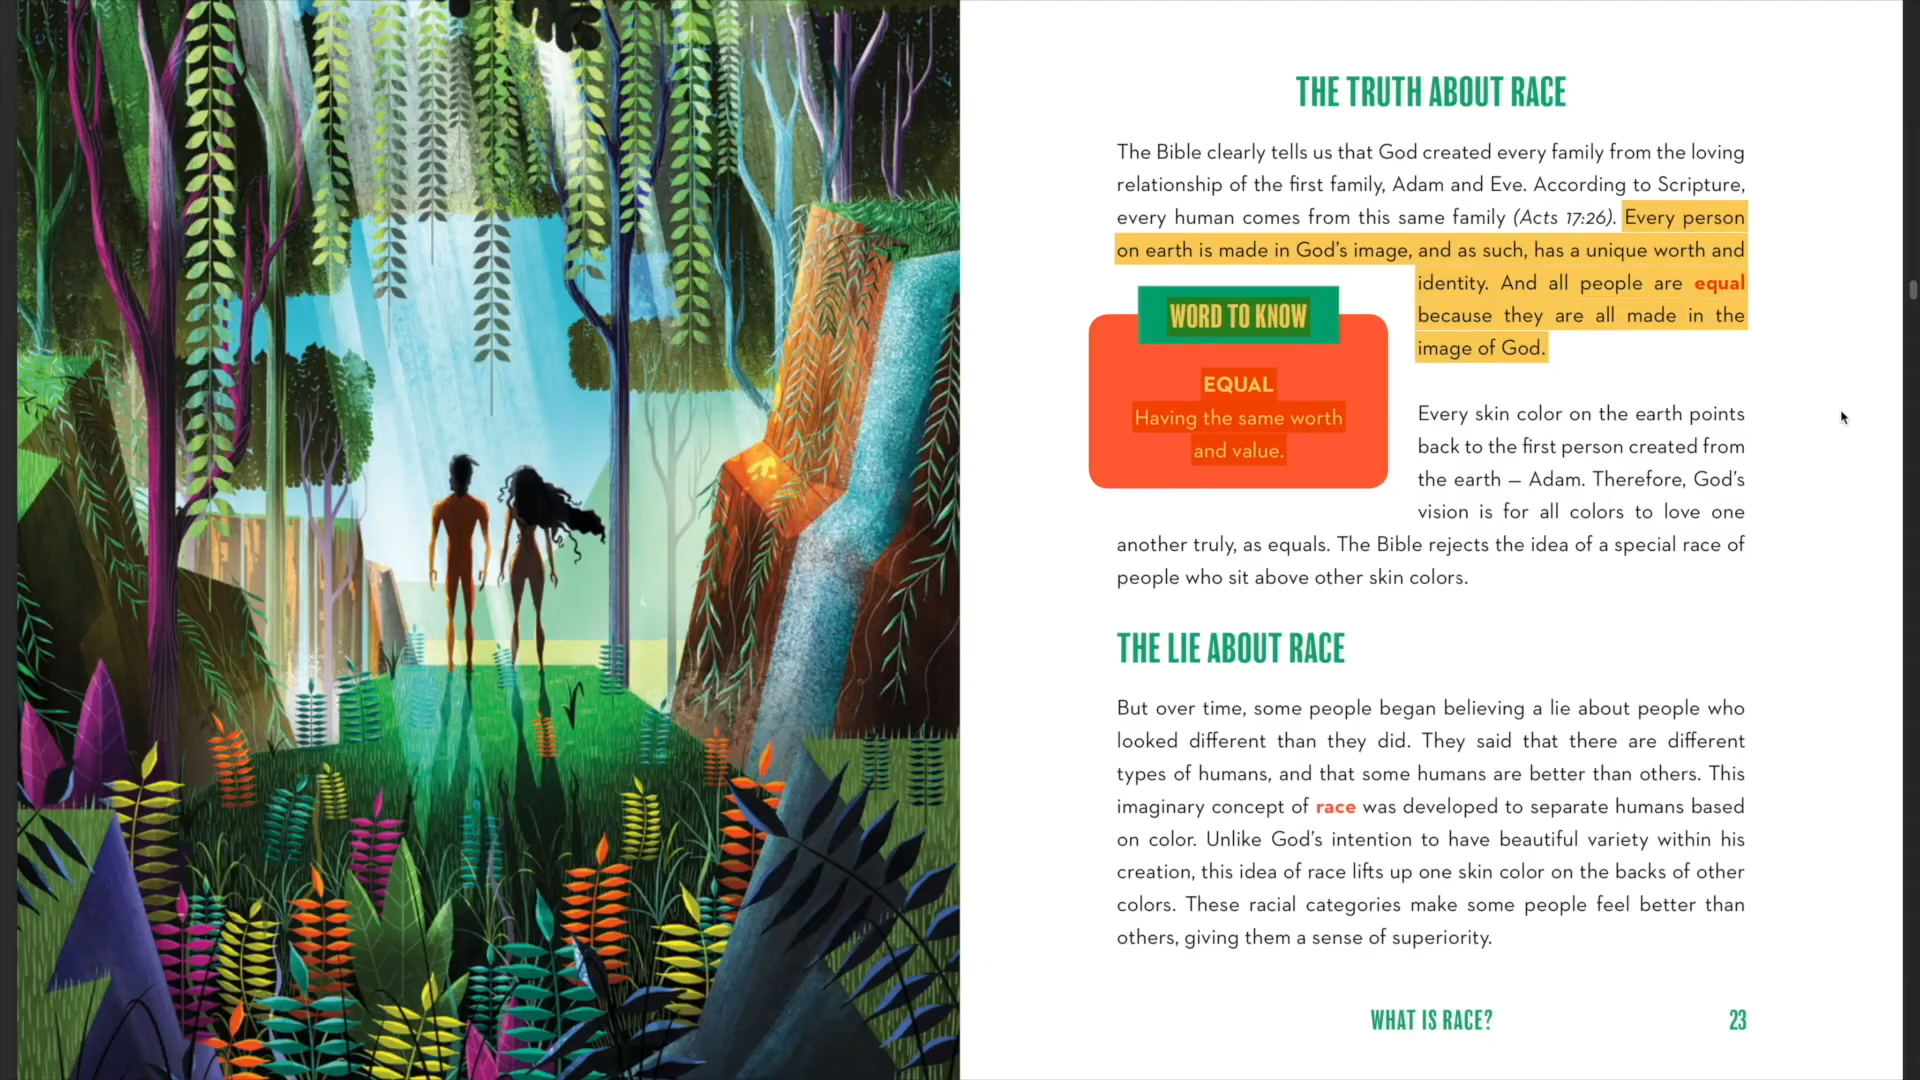 THE TRUTH ABOUT RACE
The Bible clearly tells us that God created every family from the loving
relationship of the first family, Adam and Eve. According to Scripture,
every human comes from this same family (Acts 17:26). Every person
on earth is made in God's image, and as such, has a unique worth and
identity. And all people are equal
because they are all made in the
image of God.
WORD TO KNOW
EQUAL
Having the same worth
and value.
Every skin color on the earth points
back to the first person created from
the earth — Adam. Therefore, God's
vision is for all colors to love one
another truly, as equals. The Bible rejects the idea of a special race of
people who sit above other skin colors.
THE LIE ABOUT RACE
But over time, some people began believing a lie about people who
looked different than they did. They said that there are different
types of humans, and that some humans are better than others. This
imaginary concept of race was developed to separate humans based
on color. Unlike God's intention to have beautiful variety within his
creation, this idea of race lifts up one skin color on the backs of other
colors. These racial categories make some people feel better than
others, giving them a sense of superiority.
WHAT IS RACE? 23